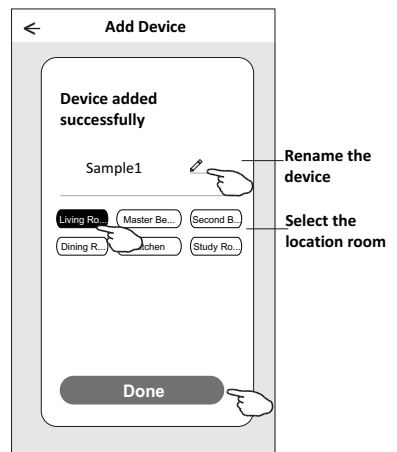 Add Device
Device added
successfully
Sample1
Rename the
device
Living Ro...
Master Be...
Second B...
Select the
location room
Dining R...
tchen
Study Ro...
Done